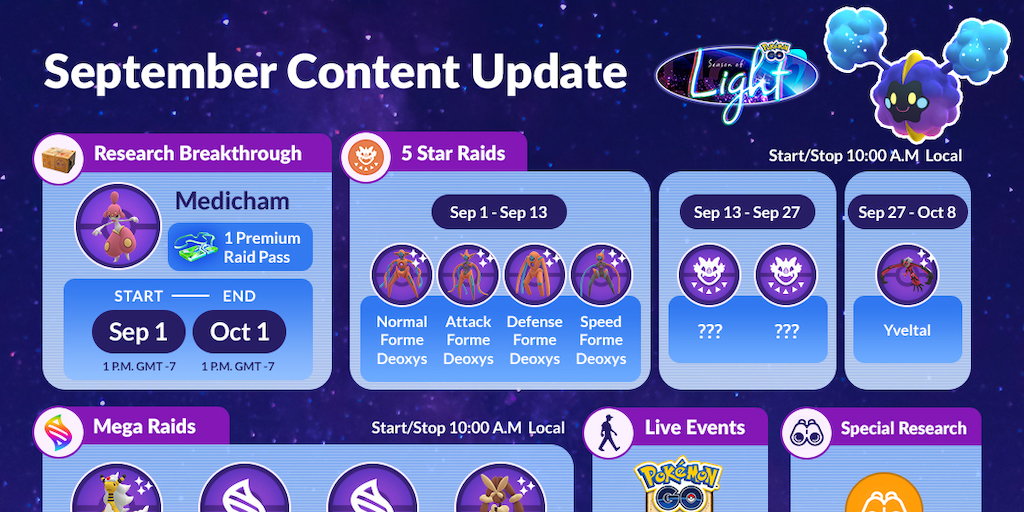 September Content Update
Pokémon GO
Season of
Light
Research Breakthrough
Medicham
1 Premium
Raid Pass
START — END
Sep 1 Oct 1
1 P.M. GMT -7 1 P.M. GMT -7
5 Star Raids
Start/Stop 10:00 A.M Local
Sep 1 - Sep 13
Normal
Forme
Deoxys
Attack
Forme
Deoxys
Defense
Forme
Deoxys
Speed
Forme
Deoxys
Sep 13 - Sep 27
??? ???
Sep 27 - Oct 8
Yveltal
Mega Raids
Start/Stop 10:00 A.M Local
Live Events
Pokémon
GO
Special Research